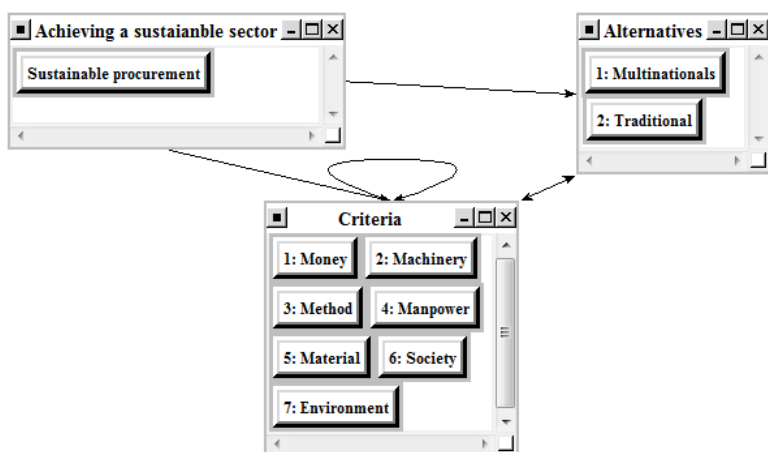 Achieving a sustaianble sector
Sustainable procurement
Alternatives
1: Multinationals
2: Traditional
Criteria
1: Money 2: Machinery
3: Method 4: Manpower
5: Material 6: Society
7: Environment